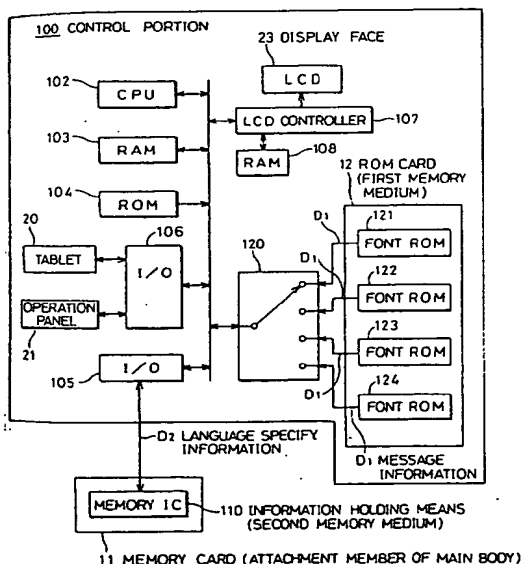 100 CONTROL PORTION
23 DISPLAY FACE
LCD
102
CPU
LCD CONTROLLER
107
103
RAM
RAM
108
12 ROM CARD
(FIRST MEMORY
MEDIUM)
104
ROM
D1
121
FONT ROM
20
106
TABLET
I/O
120
D1
122
FONT ROM
OPERATION
PANEL
21
123
FONT ROM
105
I/O
D1
124
FONT ROM
D2 LANGUAGE SPECIFY
INFORMATION
D1 MESSAGE
INFORMATION
MEMORY IC
110 INFORMATION HOLDING MEANS
(SECOND MEMORY MEDIUM)
11 MEMORY CARD (ATTACHMENT MEMBER OF MAIN BODY)